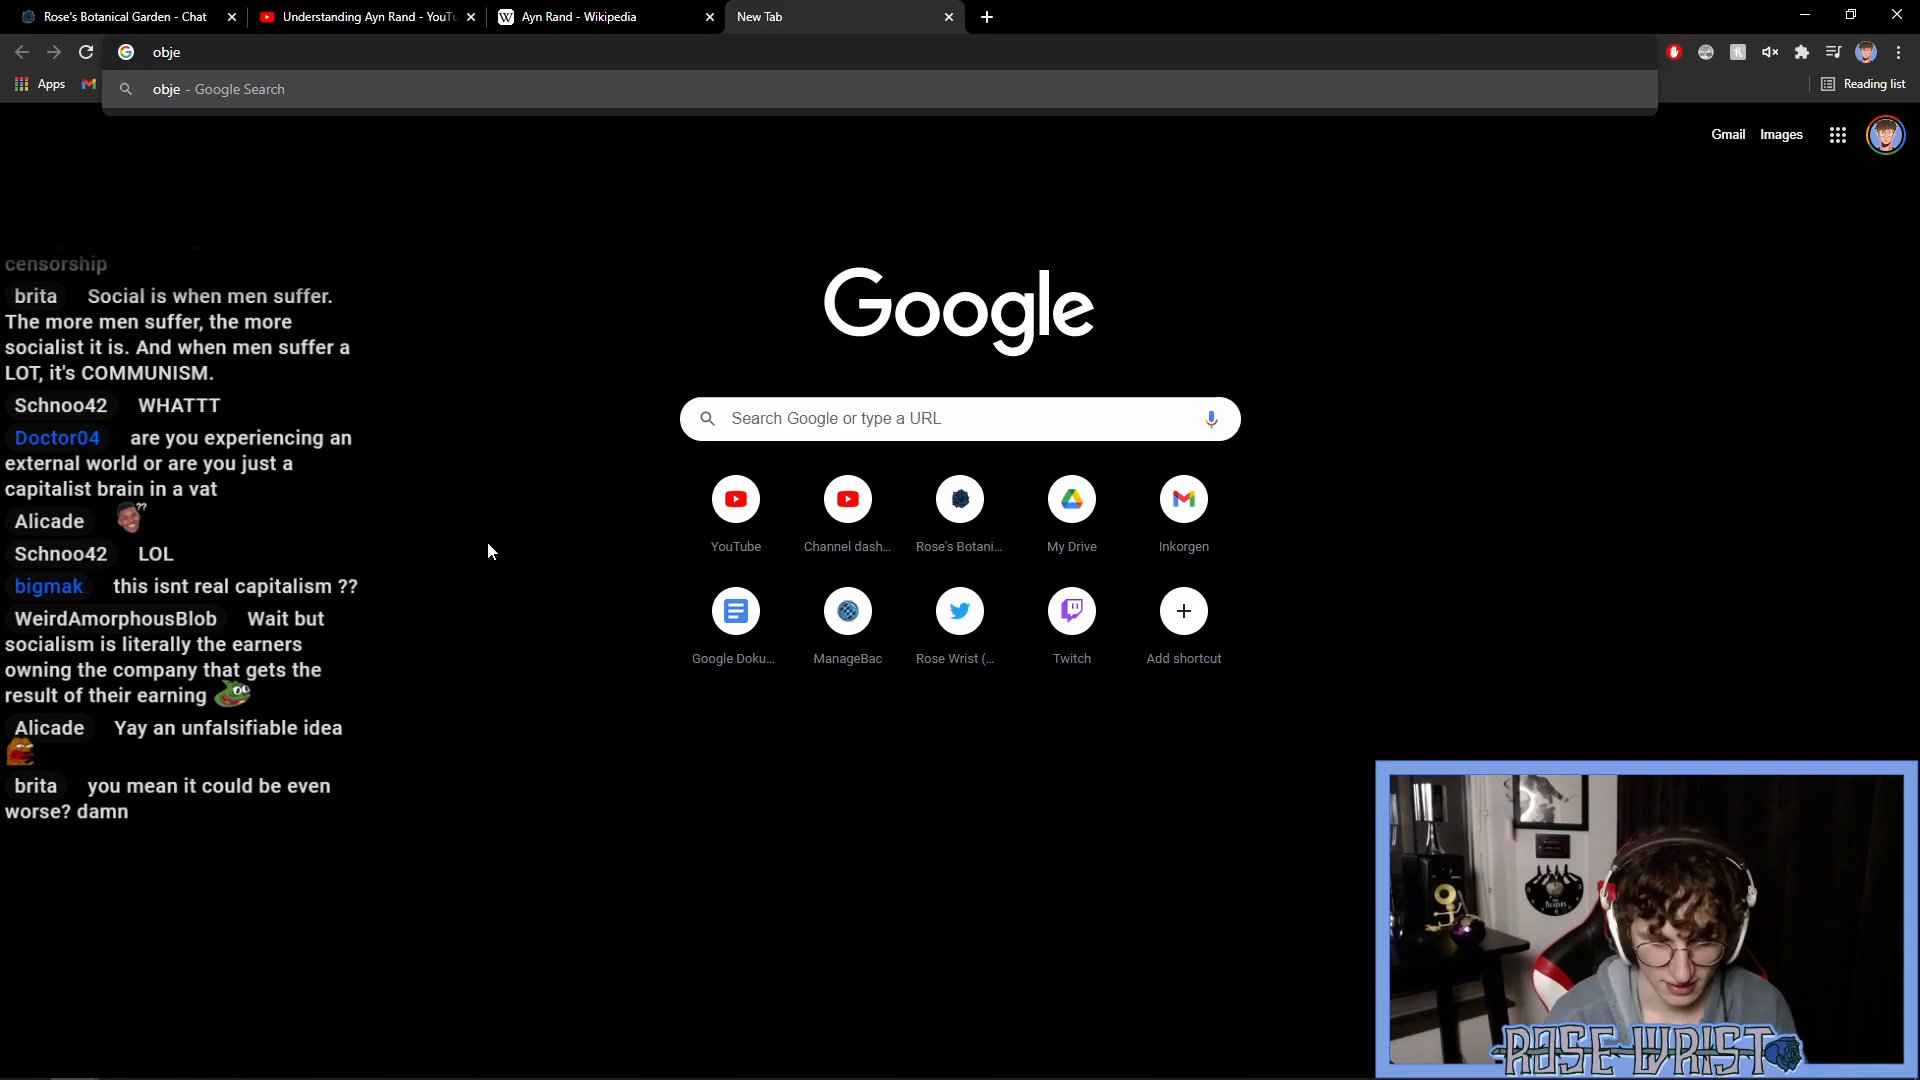 Rose's Botanical Garden - Chat
Understanding Ayn Rand - YouT
Ayn Rand - Wikipedia
New Tab
obje
Apps
obje - Google Search
Reading list
Gmail Images
Google
Search Google or type a URL
YouTube
Channel dash...
Rose's Botani...
My Drive
Inkorgen
Google Doku...
ManageBac
Rose Wrist (...
Twitch
Add shortcut
censorship
brita Social is when men suffer.
The more men suffer, the more
socialist it is. And when men suffer a
LOT, it's COMMUNISM.
Schnoo42 WHATTT
Doctor04 are you experiencing an
external world or are you just a
capitalist brain in a vat
Alicade
Schnoo42 LOL
bigmak this isnt real capitalism ??
WeirdAmorphousBlob Wait but
socialism is literally the earners
owning the company that gets the
result of their earning
Alicade Yay an unfalsifiable idea
brita you mean it could be even
worse? damn
ROSE WRIST